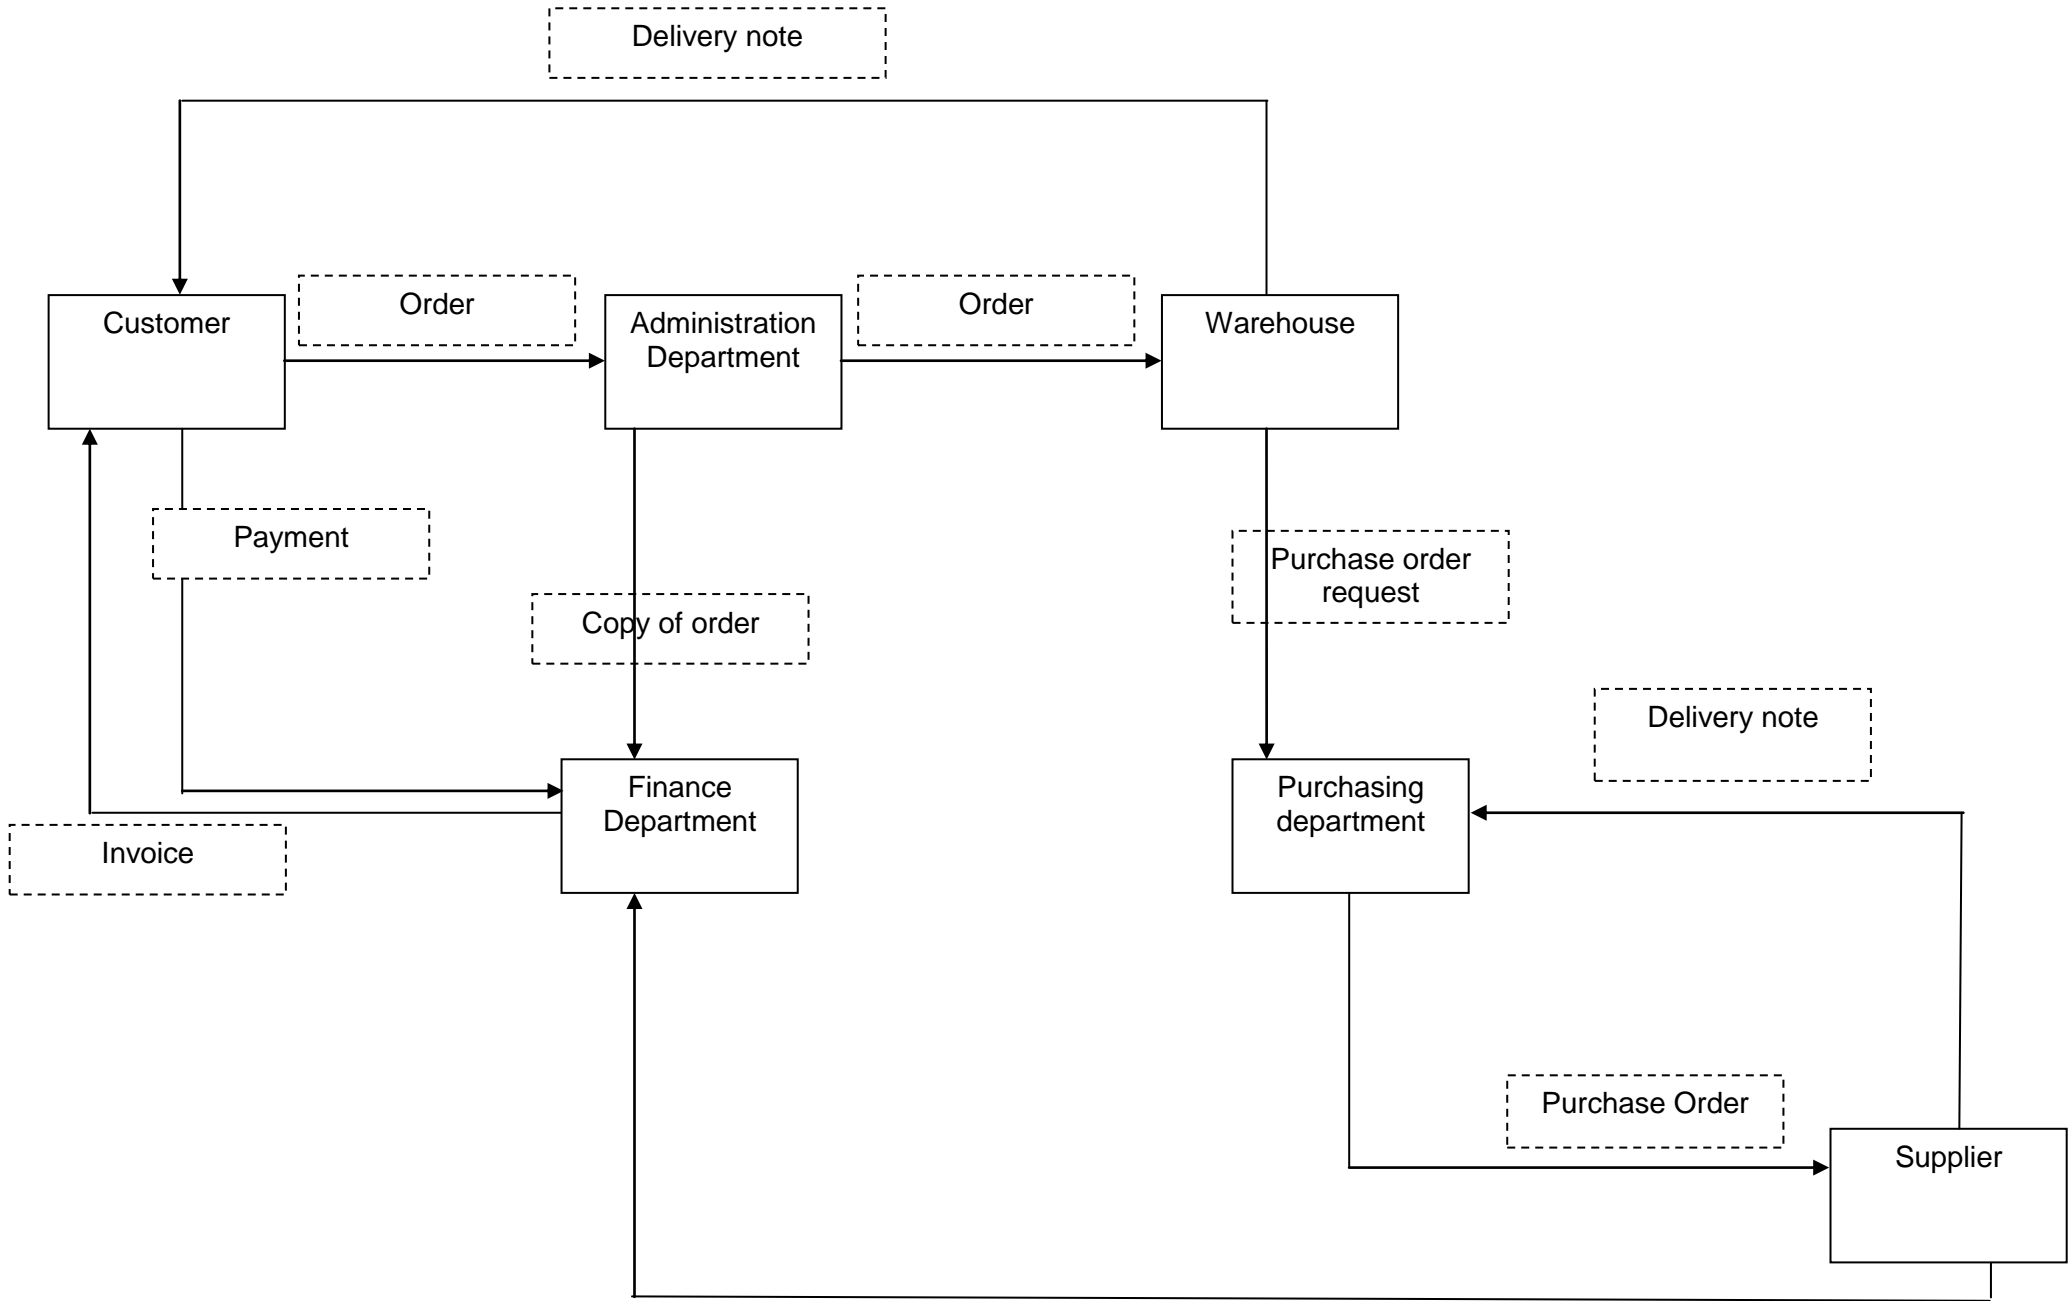 Delivery note
Order
Order
Customer
Administration
Department
Warehouse
Payment
Purchase order
request
Copy of order
Delivery note
Finance
Department
Purchasing
department
Invoice
Purchase Order
Supplier